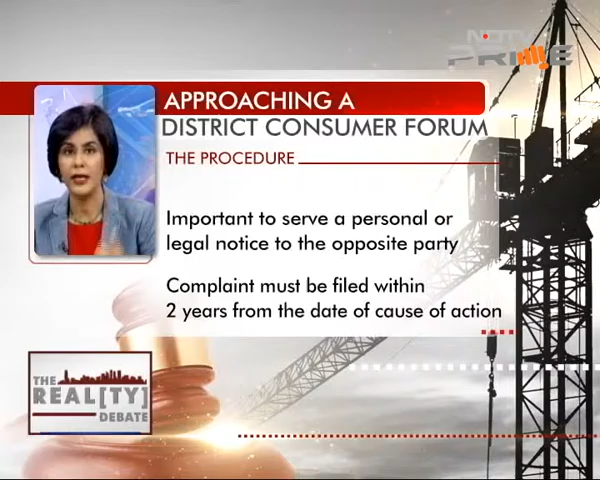 NDTV
PRIME
APPROACHING A
DISTRICT CONSUMER FORUM
THE PROCEDURE
Important to serve a personal or
legal notice to the opposite party
Complaint must be filed within
2 years from the date of cause of action
THE
REAL[TY]
DEBATE